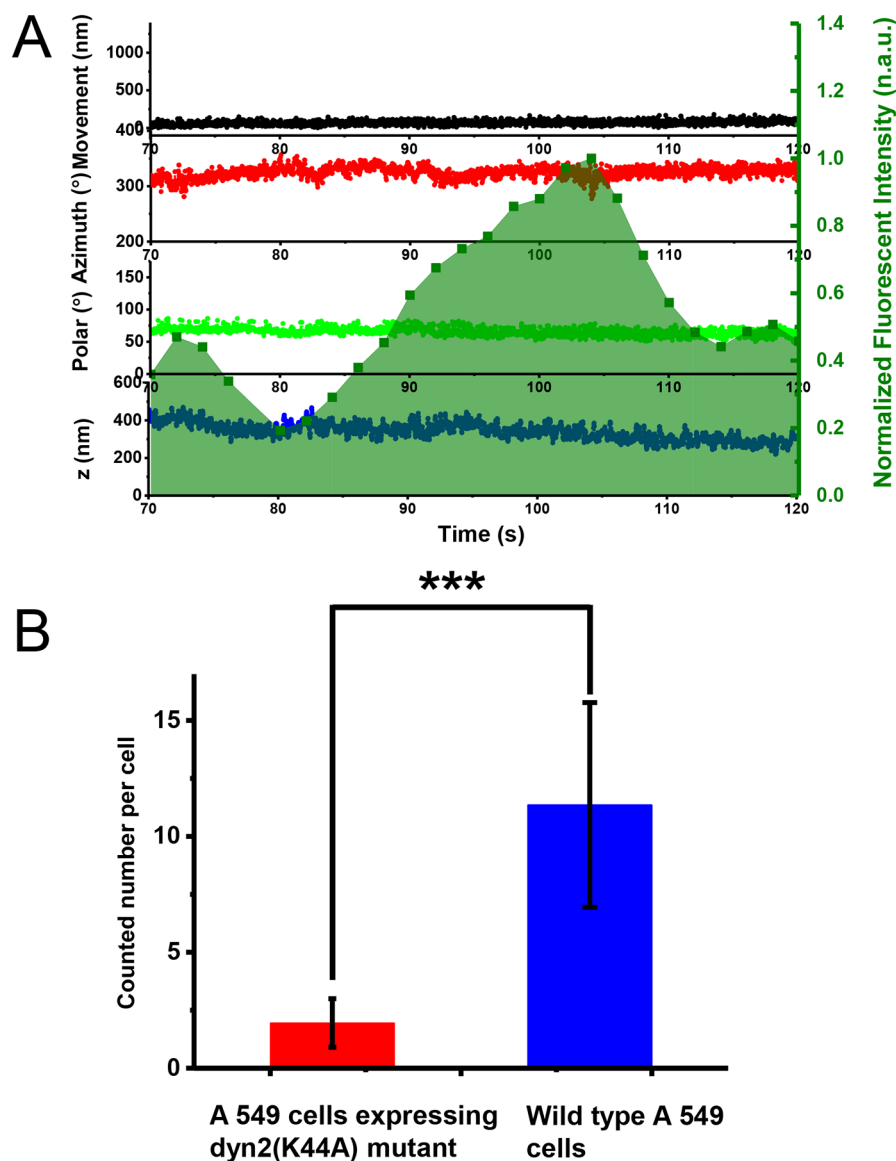 A
Movement (nm)
1000
500
0
70 80 90 100 110 120
Azimuth (°)
400
300
200
70 80 90 100 110 120
Polar (°)
150
100
50
0
70 80 90 100 110 120
z (nm)
600
400
200
0
70 80 90 100 110 120
Time (s)
Normalized Fluorescent Intensity (n.a.u.)
1.4
1.2
1.0
0.8
0.6
0.4
0.2
0.0
B
***
Counted number per cell
15
10
5
0
A 549 cells expressing
dyn2(K44A) mutant
Wild type A 549
cells